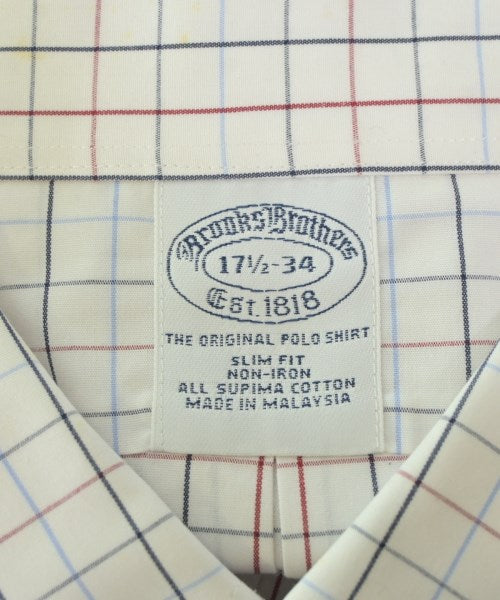 Brooks Brothers
17½-34
Est. 1818
THE ORIGINAL POLO SHIRT
SLIM FIT
NON-IRON
ALL SUPIMA COTTON
MADE IN MALAYSIA